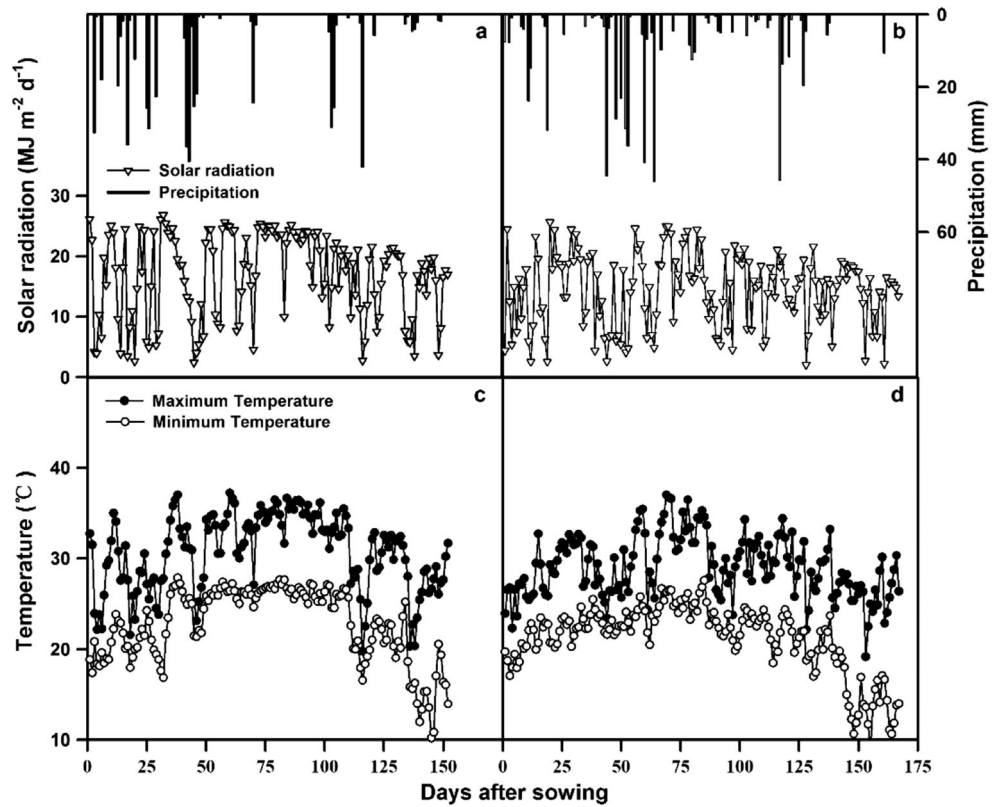 a
b
0
20
40
60
Precipitation (mm)
Solar radiation (MJ m⁻² d⁻¹)
Solar radiation
Precipitation
30
20
10
0
c
d
Maximum Temperature
Minimum Temperature
Temperature (℃)
40
30
20
10
0 25 50 75 100 125 150 0 25 50 75 100 125 150 175
Days after sowing